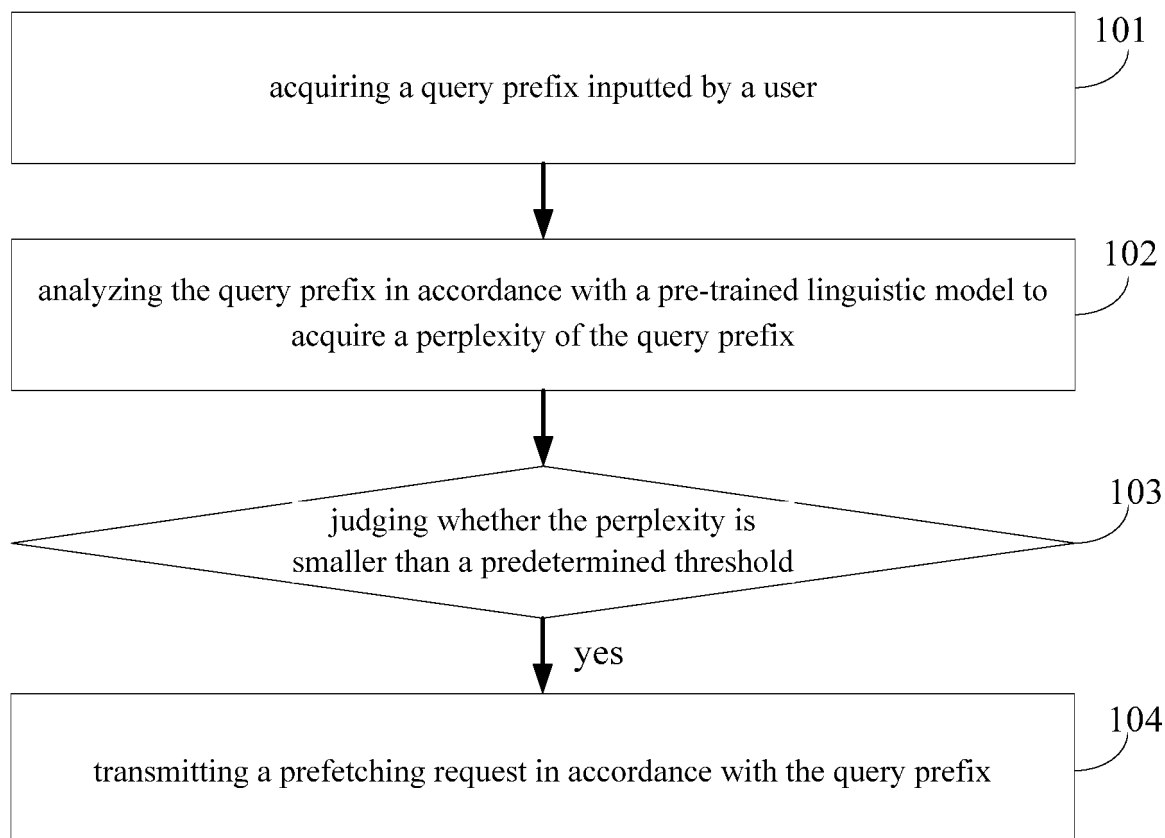 101
acquiring a query prefix inputted by a user
102
analyzing the query prefix in accordance with a pre-trained linguistic model to
acquire a perplexity of the query prefix
103
judging whether the perplexity is
smaller than a predetermined threshold
yes
104
transmitting a prefetching request in accordance with the query prefix